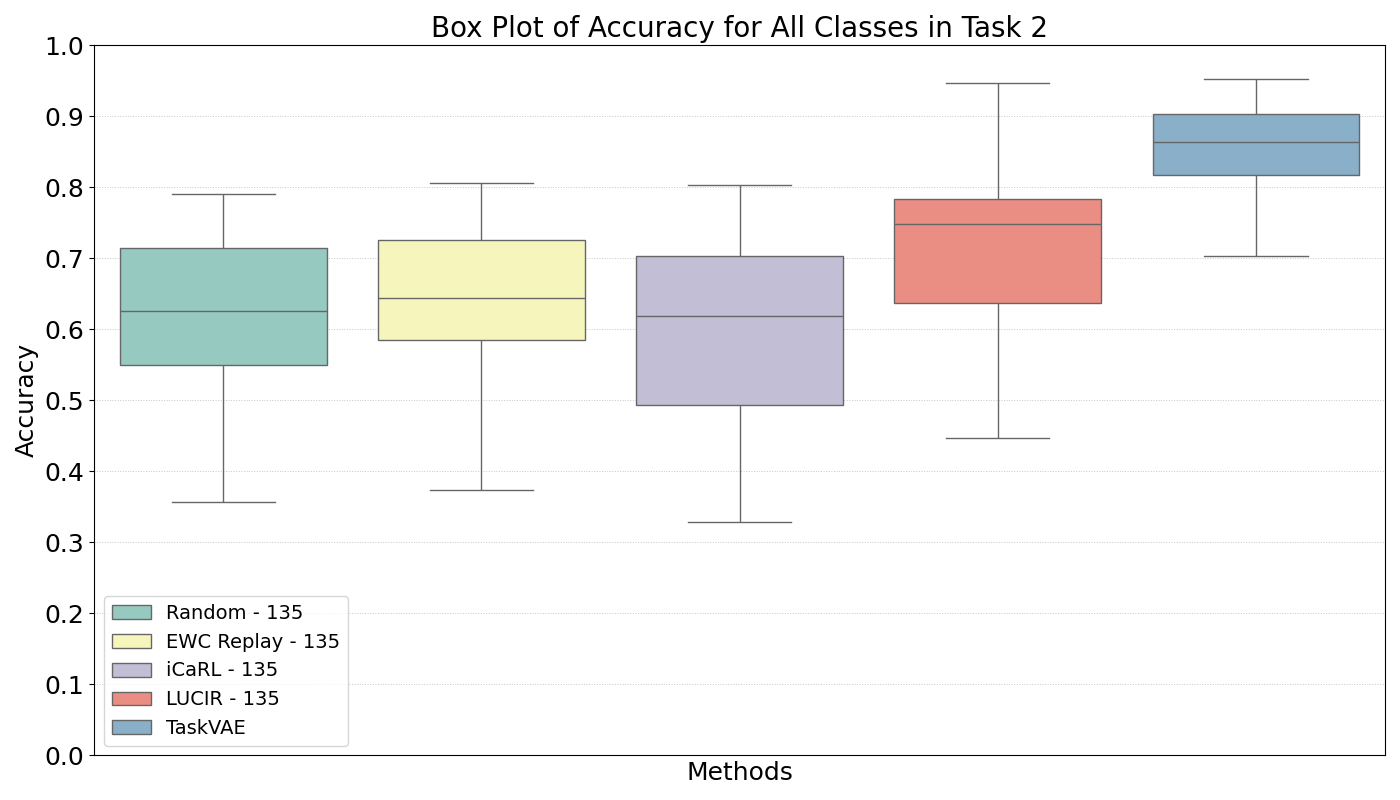 Box Plot of Accuracy for All Classes in Task 2
1.0
0.9
0.8
0.7
0.6
0.5
0.4
0.3
0.2
0.1
0.0
Accuracy
Random - 135
EWC Replay - 135
iCaRL - 135
LUCIR - 135
TaskVAE
Methods